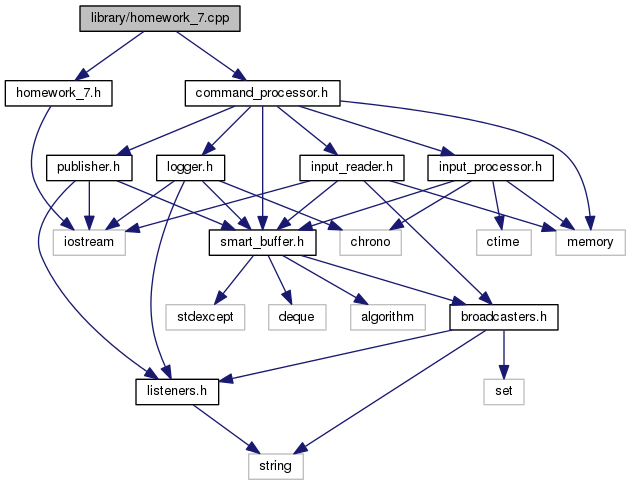 library/homework_7.cpp
homework_7.h
command_processor.h
publisher.h
logger.h
input_reader.h
input_processor.h
iostream
smart_buffer.h
chrono
ctime
memory
stdexcept
deque
algorithm
broadcasters.h
listeners.h
set
string